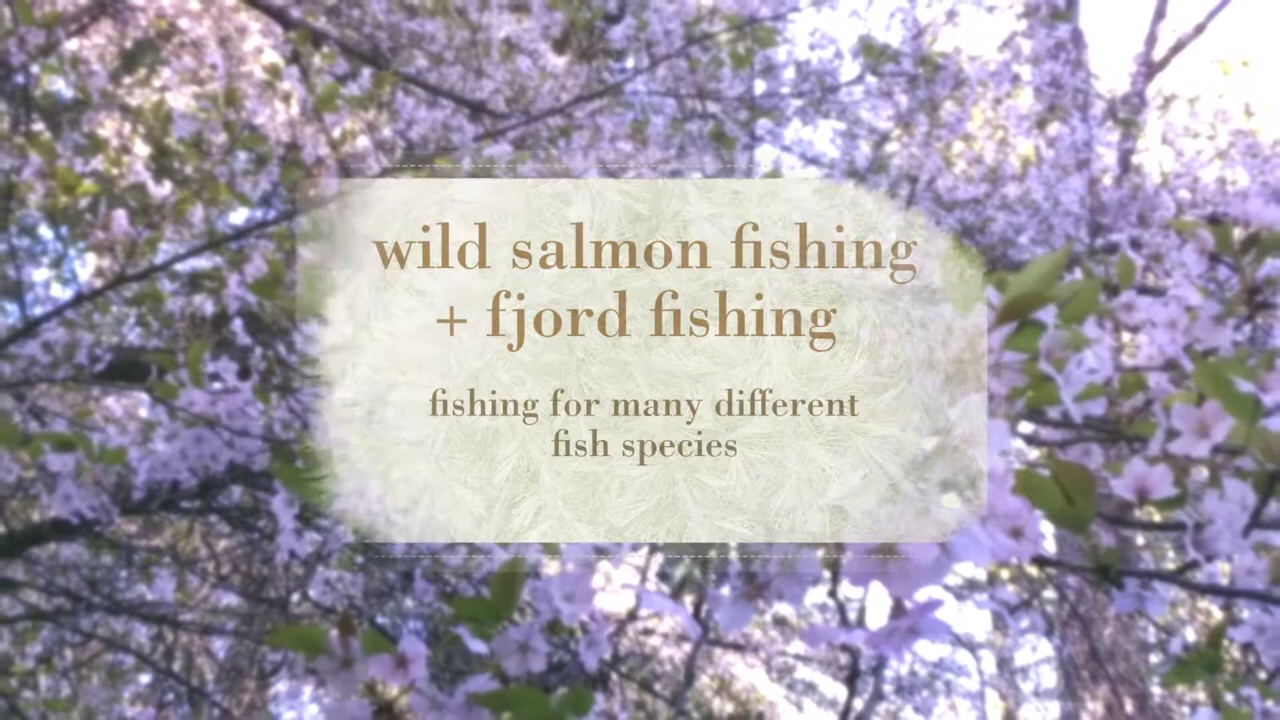 wild salmon fishing
+ fjord fishing
fishing for many different
fish species